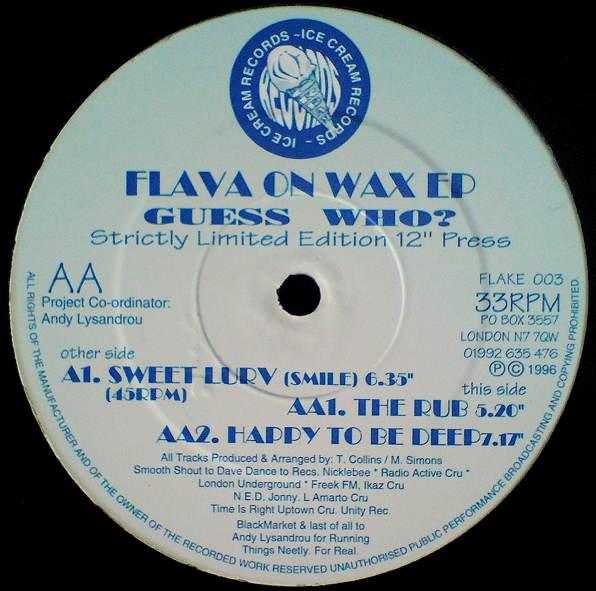 ICE CREAM RECORDS ~ ICE CREAM RECORDS ~
RECORDS
FLAVA ON WAX EP
GUESS WHO?
Strictly Limited Edition 12" Press
AA
Project Co-ordinator:
Andy Lysandrou
FLAKE 003
33RPM
PO BOX 3557
LONDON N7 7QW
01992 635 476
Ⓟ © 1996
other side
A1. SWEET LURV (SMILE) 6.35"
(45RPM)
this side
AA1. THE RUB 5.20"
AA2. HAPPY TO BE DEEP 7.17"
All Tracks Produced & Arranged by: T. Collins / M. Simons
Smooth Shout to Dave Dance to Recs. Nicklebee * Radio Active Cru *
London Underground * Freek FM, Ikaz Cru
N.E.D. Jonny. L Amarto Cru
Time Is Right Uptown Cru. Unity Rec.
BlackMarket & last of all to
Andy Lysandrou for Running
Things Neetly. For Real.
ALL RIGHTS OF THE MANUFACTURER AND OF THE OWNER OF THE RECORDED WORK RESERVED UNAUTHORISED PUBLIC PERFORMANCE BROADCASTING AND COPYING PROHIBITED